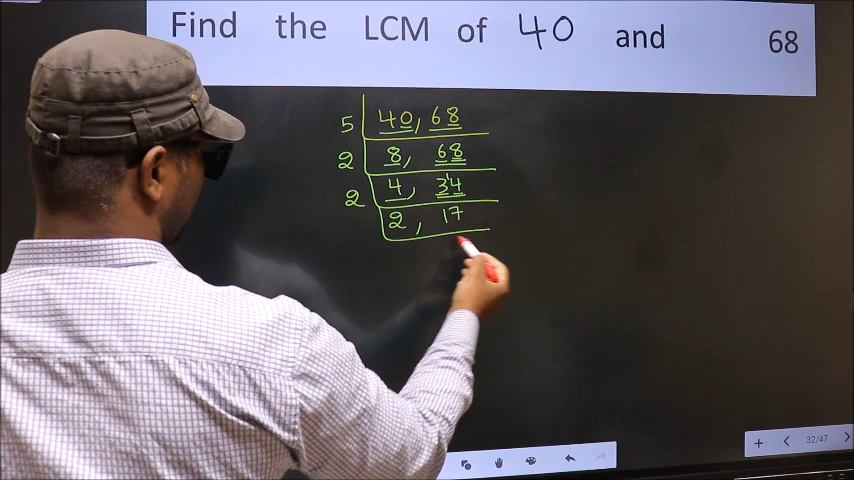 Find the LCM of 40 and 68
5 40, 68
2 8, 68
2 4, 3¹4
2, 17
32/47